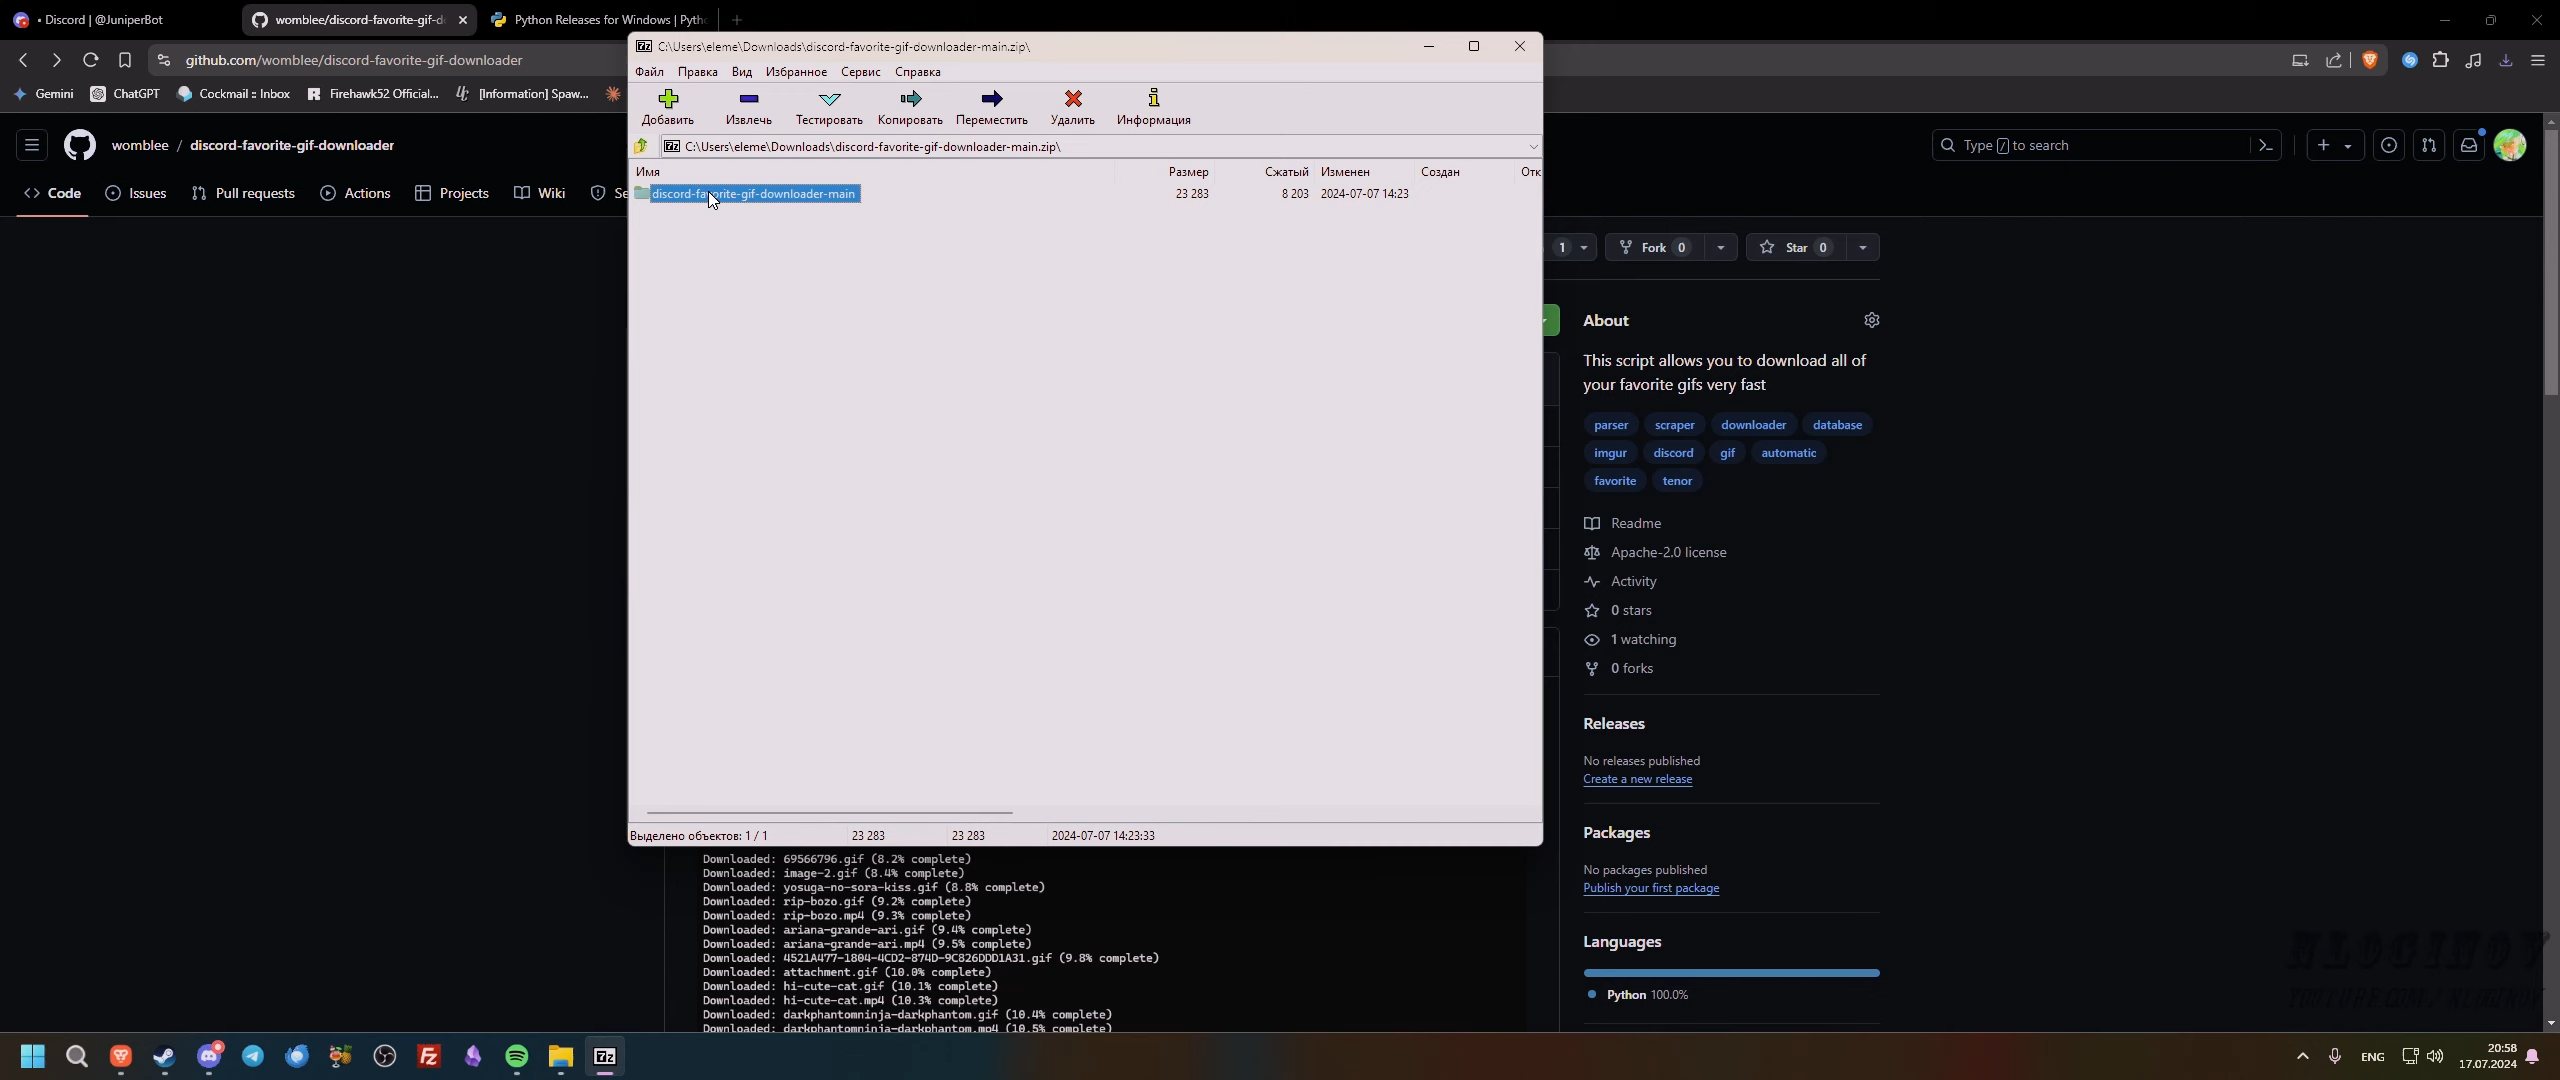 • Discord | @JuniperBot
womblee/discord-favorite-gif-d
Python Releases for Windows | Pyth
github.com/womblee/discord-favorite-gif-downloader
Gemini
ChatGPT
Cockmail :: Inbox
Firehawk52 Official...
[Information] Spaw...
C:\Users\eleme\Downloads\discord-favorite-gif-downloader-main.zip\
Файл Правка Вид Избранное Сервис Справка
Добавить Извлечь Тестировать Копировать Переместить Удалить Информация
C:\Users\eleme\Downloads\discord-favorite-gif-downloader-main.zip\
Имя Размер Сжатый Изменен Создан Отк
discord-favorite-gif-downloader-main 23 283 8 203 2024-07-07 14:23
Выделено объектов: 1 / 1 23 283 23 283 2024-07-07 14:23:33
womblee / discord-favorite-gif-downloader
Type / to search
Code Issues Pull requests Actions Projects Wiki Se
1
Fork 0
Star 0
About
This script allows you to download all of
your favorite gifs very fast
parser scraper downloader database
imgur discord gif automatic
favorite tenor
Readme
Apache-2.0 license
Activity
0 stars
1 watching
0 forks
Releases
No releases published
Create a new release
Packages
No packages published
Publish your first package
Languages
Python 100.0%
Downloaded: 69566796.gif (8.2% complete)
Downloaded: image-2.gif (8.4% complete)
Downloaded: yosuga-no-sora-kiss.gif (8.8% complete)
Downloaded: rip-bozo.gif (9.2% complete)
Downloaded: rip-bozo.mp4 (9.3% complete)
Downloaded: ariana-grande-ari.gif (9.4% complete)
Downloaded: ariana-grande-ari.mp4 (9.5% complete)
Downloaded: 4521A477-1804-4CD2-874D-9C826DDD1A31.gif (9.8% complete)
Downloaded: attachment.gif (10.0% complete)
Downloaded: hi-cute-cat.gif (10.1% complete)
Downloaded: hi-cute-cat.mp4 (10.3% complete)
Downloaded: darkphantomninja-darkphantom.gif (10.4% complete)
Downloaded: darkphantomninja-darkphantom.mp4 (10.5% complete)
ENG
20:58
17.07.2024